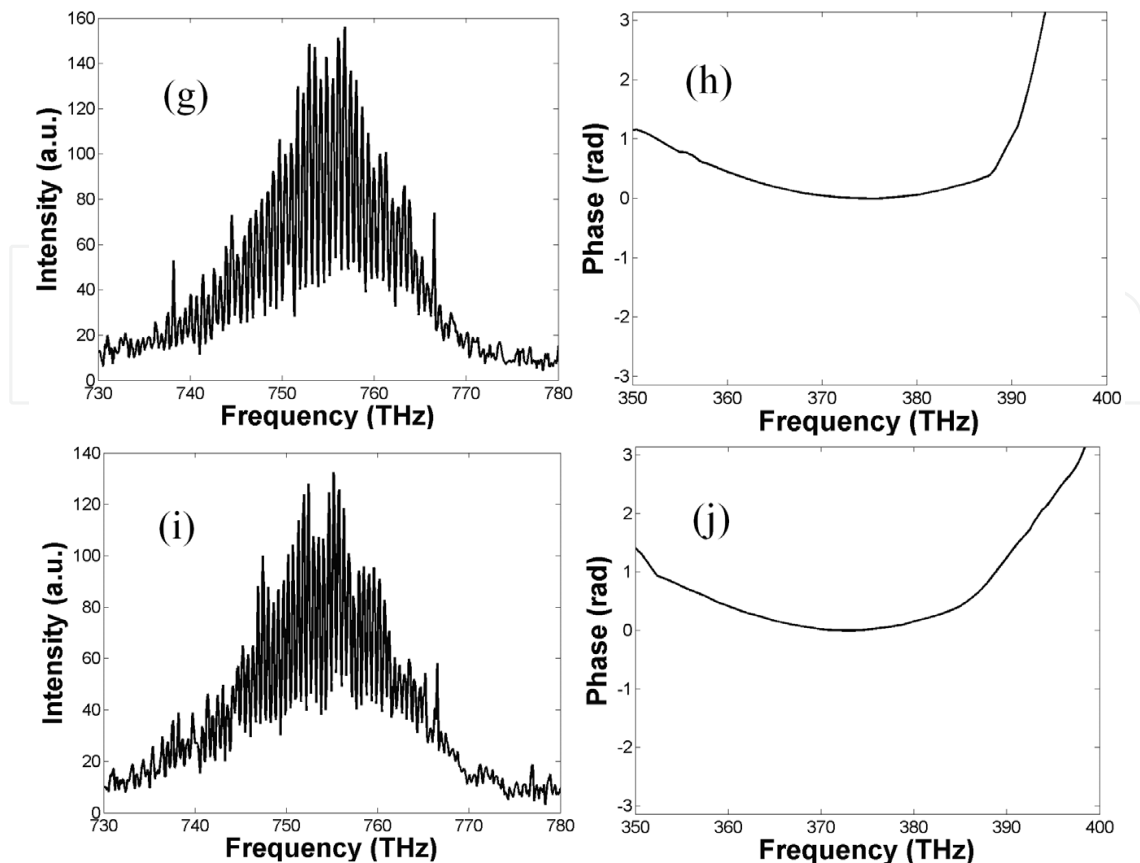 (g)
Intensity (a.u.)
160
140
120
100
80
60
40
20
0
730 740 750 760 770 780
Frequency (THz)
(h)
Phase (rad)
3
2
1
0
-1
-2
-3
350 360 370 380 390 400
Frequency (THz)
(i)
Intensity (a.u.)
140
120
100
80
60
40
20
0
730 740 750 760 770 780
Frequency (THz)
(j)
Phase (rad)
3
2
1
0
-1
-2
-3
350 360 370 380 390 400
Frequency (THz)